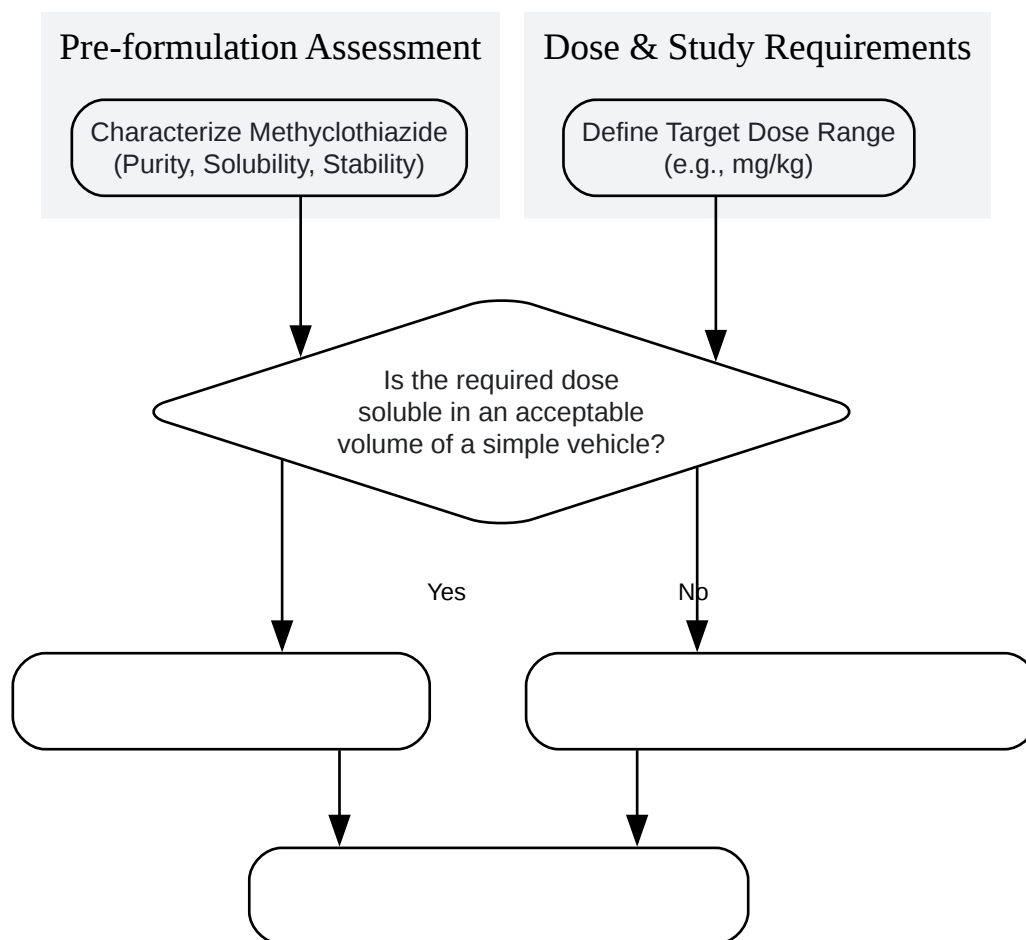 Pre-formulation Assessment
Dose & Study Requirements
Characterize Methyclothiazide
(Purity, Solubility, Stability)
Define Target Dose Range
(e.g., mg/kg)
Is the required dose
soluble in an acceptable
volume of a simple vehicle?
Yes
No